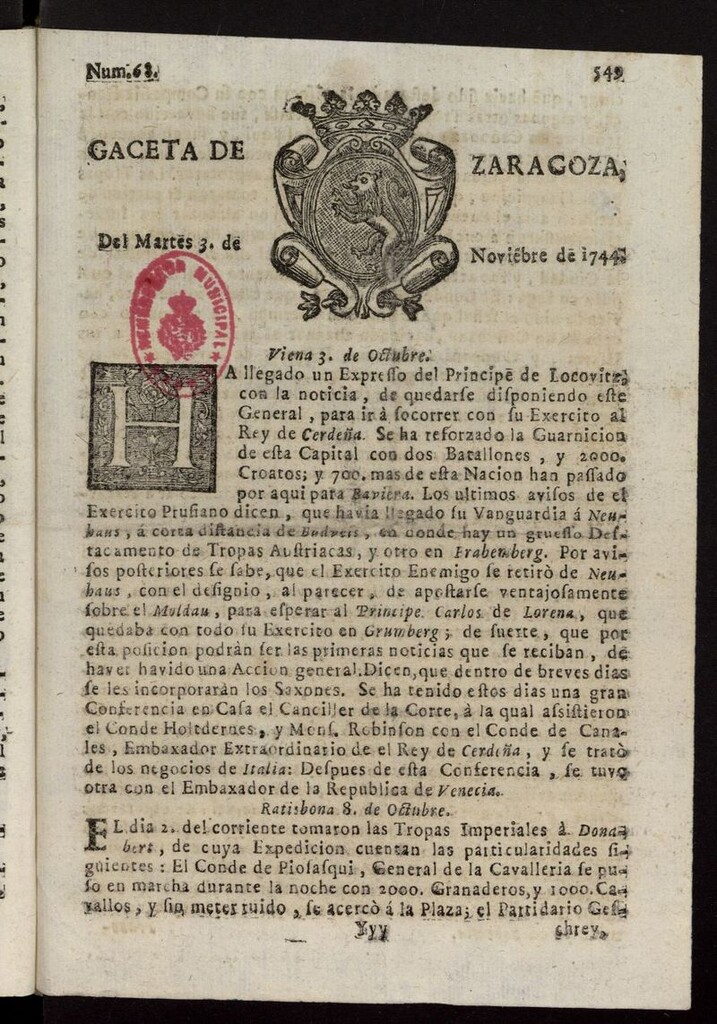 Num.68. 549
GACETA DE ZARAGOZA,
Del Martes 3. de Noviẽbre de 1744.
HEMEROTECA MUNICIPAL
Viena 3. de Octubre.
HA llegado un Expreſſo del Principe de Locovitz,
con la noticia, de quedarſe diſponiendo eſte
General, para ir à ſocorrer con ſu Exercito al
Rey de Cerdeña. Se ha reforzado la Guarnicion
de eſta Capital con dos Batallones, y 2000.
Croatos; y 700. mas de eſta Nacion han paſſado
por aqui para Baviera. Los ultimos aviſos de el
Exercito Pruſiano dicen, que havia llegado ſu Vanguardia á Neu-
haus, á corta diſtancia de Budveis, en donde hay un grueſſo Deſ-
tacamento de Tropas Auſtriacas, y otro en Frabemberg. Por avi-
ſos poſteriores ſe ſabe, que el Exercito Enemigo ſe retirò de Neu-
haus, con el deſignio, al parecer, de apoſtarſe ventajoſamente
ſobre el Moldau, para eſperar al Principe Carlos de Lorena, que
quedaba con todo ſu Exercito en Grumberg; de ſuerte, que por
eſta poſicion podràn ſer las primeras noticias que ſe reciban, de
haver havido una Accion general. Dicen, que dentro de breves dias
ſe les incorporaràn los Saxones. Se ha tenido eſtos dias una gran
Conferencia en Caſa el Canciller de la Corte, à la qual aſſiſtieron
el Conde Holtdernes, y Monſ. Robinſon con el Conde de Cana-
les, Embaxador Extraordinario de el Rey de Cerdeña, y ſe tratò
de los negocios de Italia: Deſpues de eſta Conferencia, ſe tuvo
otra con el Embaxador de la Republica de Venecia.
Ratisbona 8. de Octubre.
EL dia 2. del corriente tomaron las Tropas Imperiales à Dona-
bert, de cuya Expedicion cuentan las particularidades ſi-
guientes: El Conde de Pioſaſqui, General de la Cavalleria ſe pu-
ſo en marcha durante la noche con 2000. Granaderos, y 1000. Ca-
vallos, y ſin meter ruido, ſe acercò á la Plaza; el Partidario Geſ-
Yyy chrey,